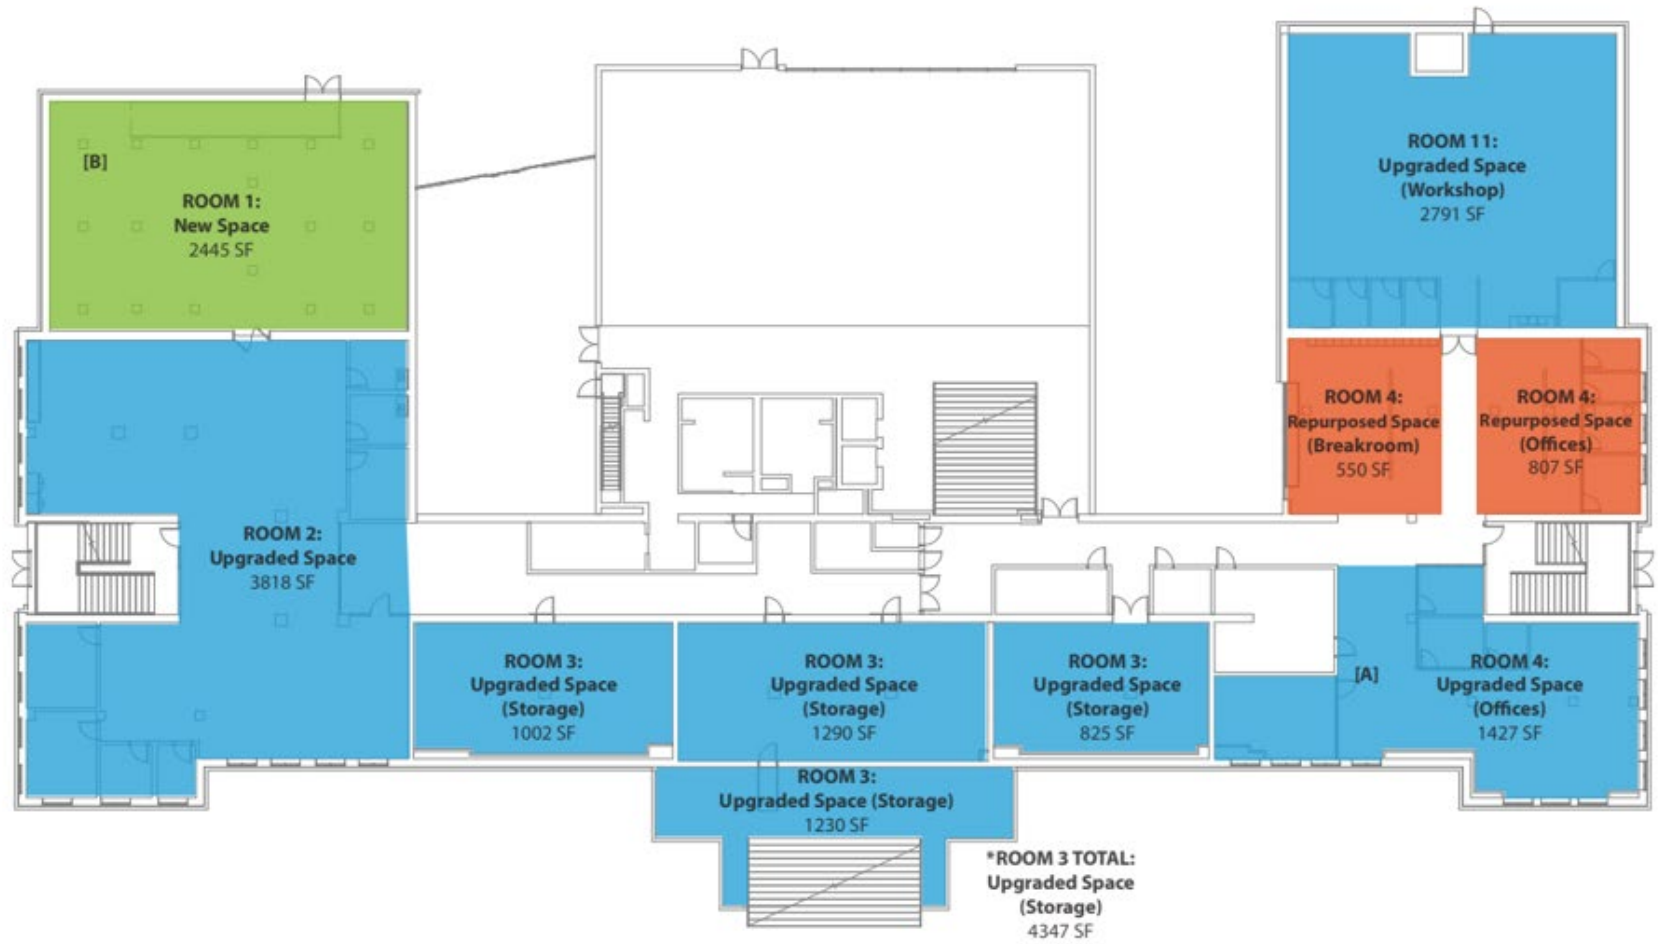 [B]
ROOM 1:
New Space
2445 SF
ROOM 11:
Upgraded Space
(Workshop)
2791 SF
ROOM 4:
Repurposed Space
(Breakroom)
550 SF
ROOM 4:
Repurposed Space
(Offices)
807 SF
ROOM 2:
Upgraded Space
3818 SF
ROOM 3:
Upgraded Space
(Storage)
1002 SF
ROOM 3:
Upgraded Space
(Storage)
1290 SF
ROOM 3:
Upgraded Space
(Storage)
825 SF
[A]
ROOM 4:
Upgraded Space
(Offices)
1427 SF
ROOM 3:
Upgraded Space (Storage)
1230 SF
*ROOM 3 TOTAL:
Upgraded Space
(Storage)
4347 SF